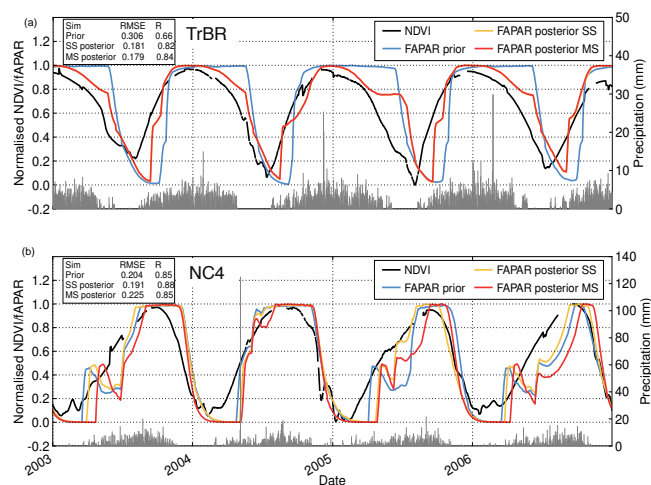 (a)
Sim RMSE R
Prior 0.306 0.66
SS posterior 0.181 0.82
MS posterior 0.179 0.84
TrBR
NDVI
FAPAR prior
FAPAR posterior SS
FAPAR posterior MS
Normalised NDVI/fAPAR
1.2
1.0
0.8
0.6
0.4
0.2
0.0
-0.2
50
40
30
20
10
0
Precipitation (mm)
(b)
Sim RMSE R
Prior 0.204 0.85
SS posterior 0.191 0.88
MS posterior 0.225 0.85
NC4
NDVI
FAPAR prior
FAPAR posterior SS
FAPAR posterior MS
Normalised NDVI/fAPAR
1.2
1.0
0.8
0.6
0.4
0.2
0.0
-0.2
140
120
100
80
60
40
20
0
Precipitation (mm)
2003
2004
2005
2006
Date